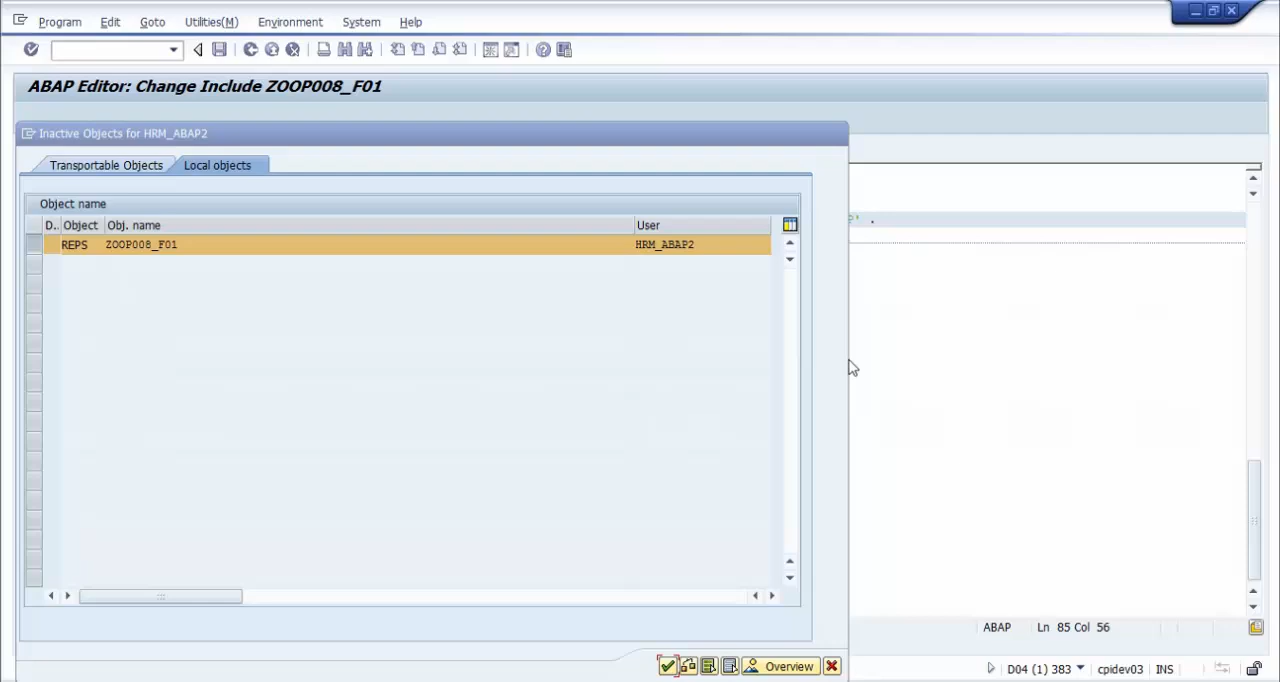 Program Edit Goto Utilities(M) Environment System Help
ABAP Editor: Change Include ZOOP008_F01
Inactive Objects for HRM_ABAP2
Transportable Objects Local objects
Object name
D.. Object Obj. name User
REPS ZOOP008_F01 HRM_ABAP2
' .
Overview
ABAP Ln 85 Col 56
D04 (1) 383 cpidev03 INS